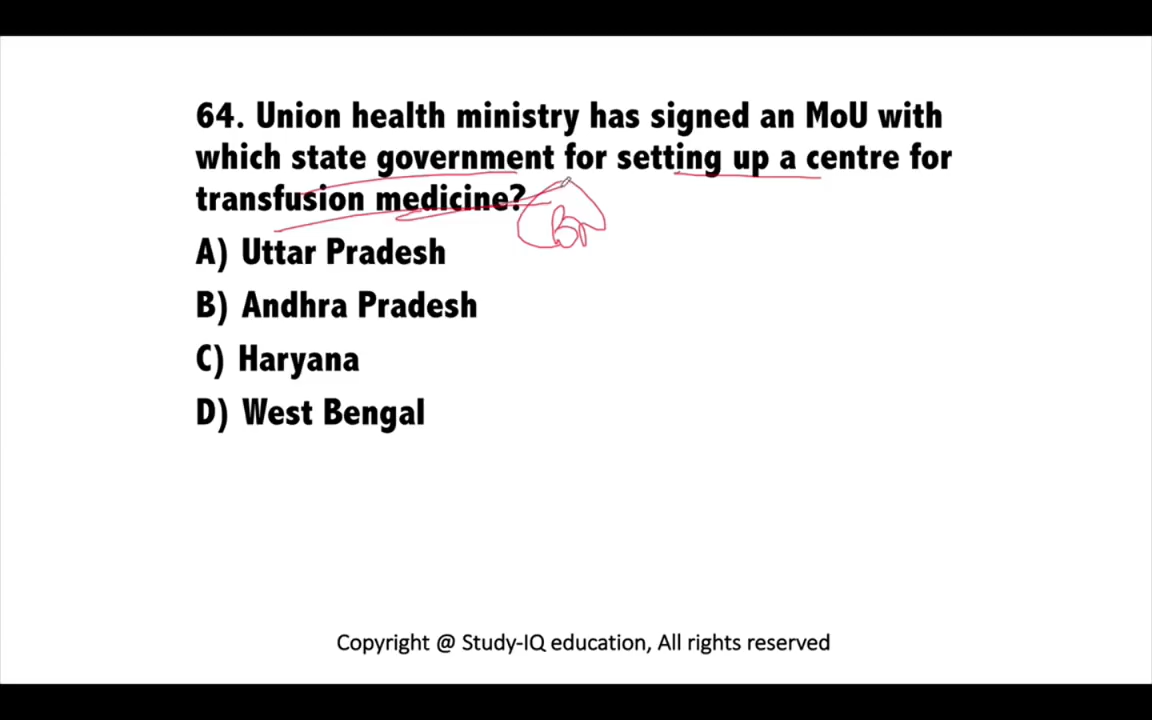 64. Union health ministry has signed an MoU with
which state government for setting up a centre for
transfusion medicine?
A) Uttar Pradesh
B) Andhra Pradesh
C) Haryana
D) West Bengal
Copyright @ Study-IQ education, All rights reserved